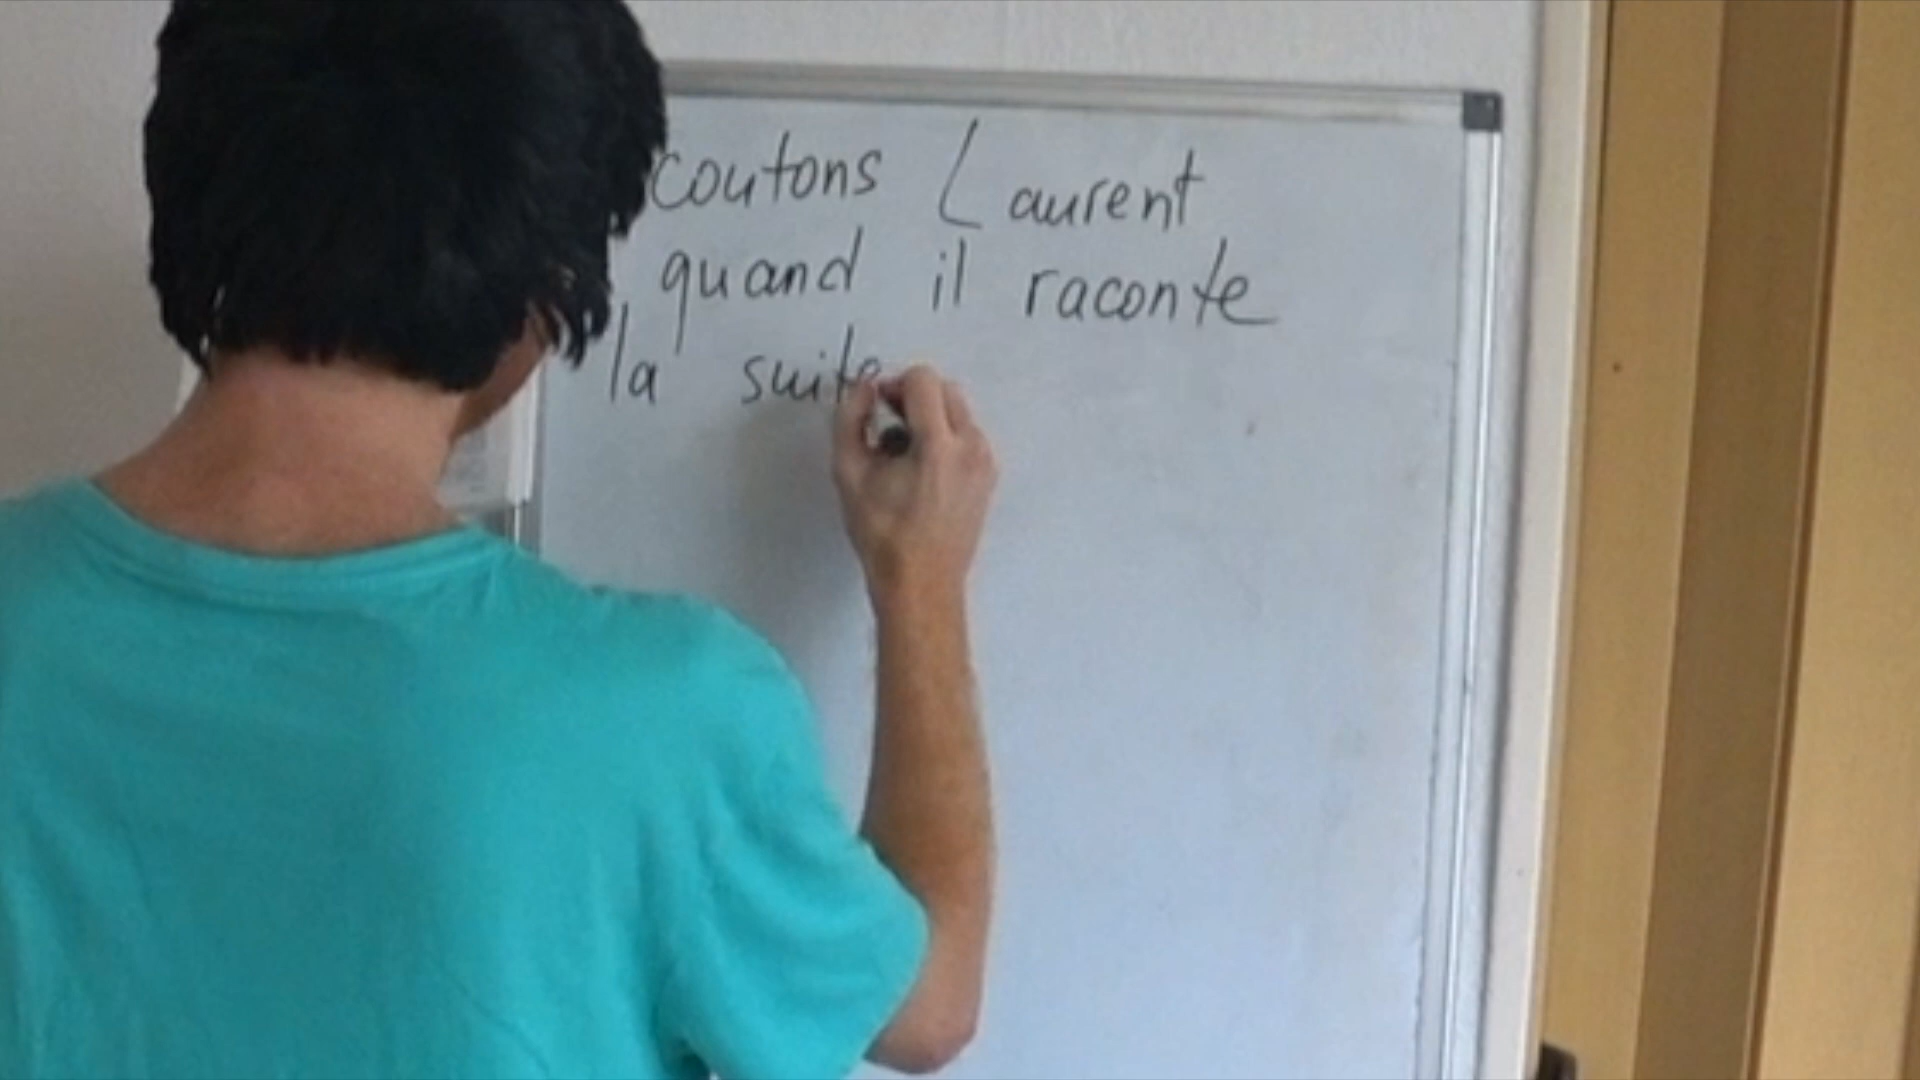 coutons Laurent
quand il raconte
la suite